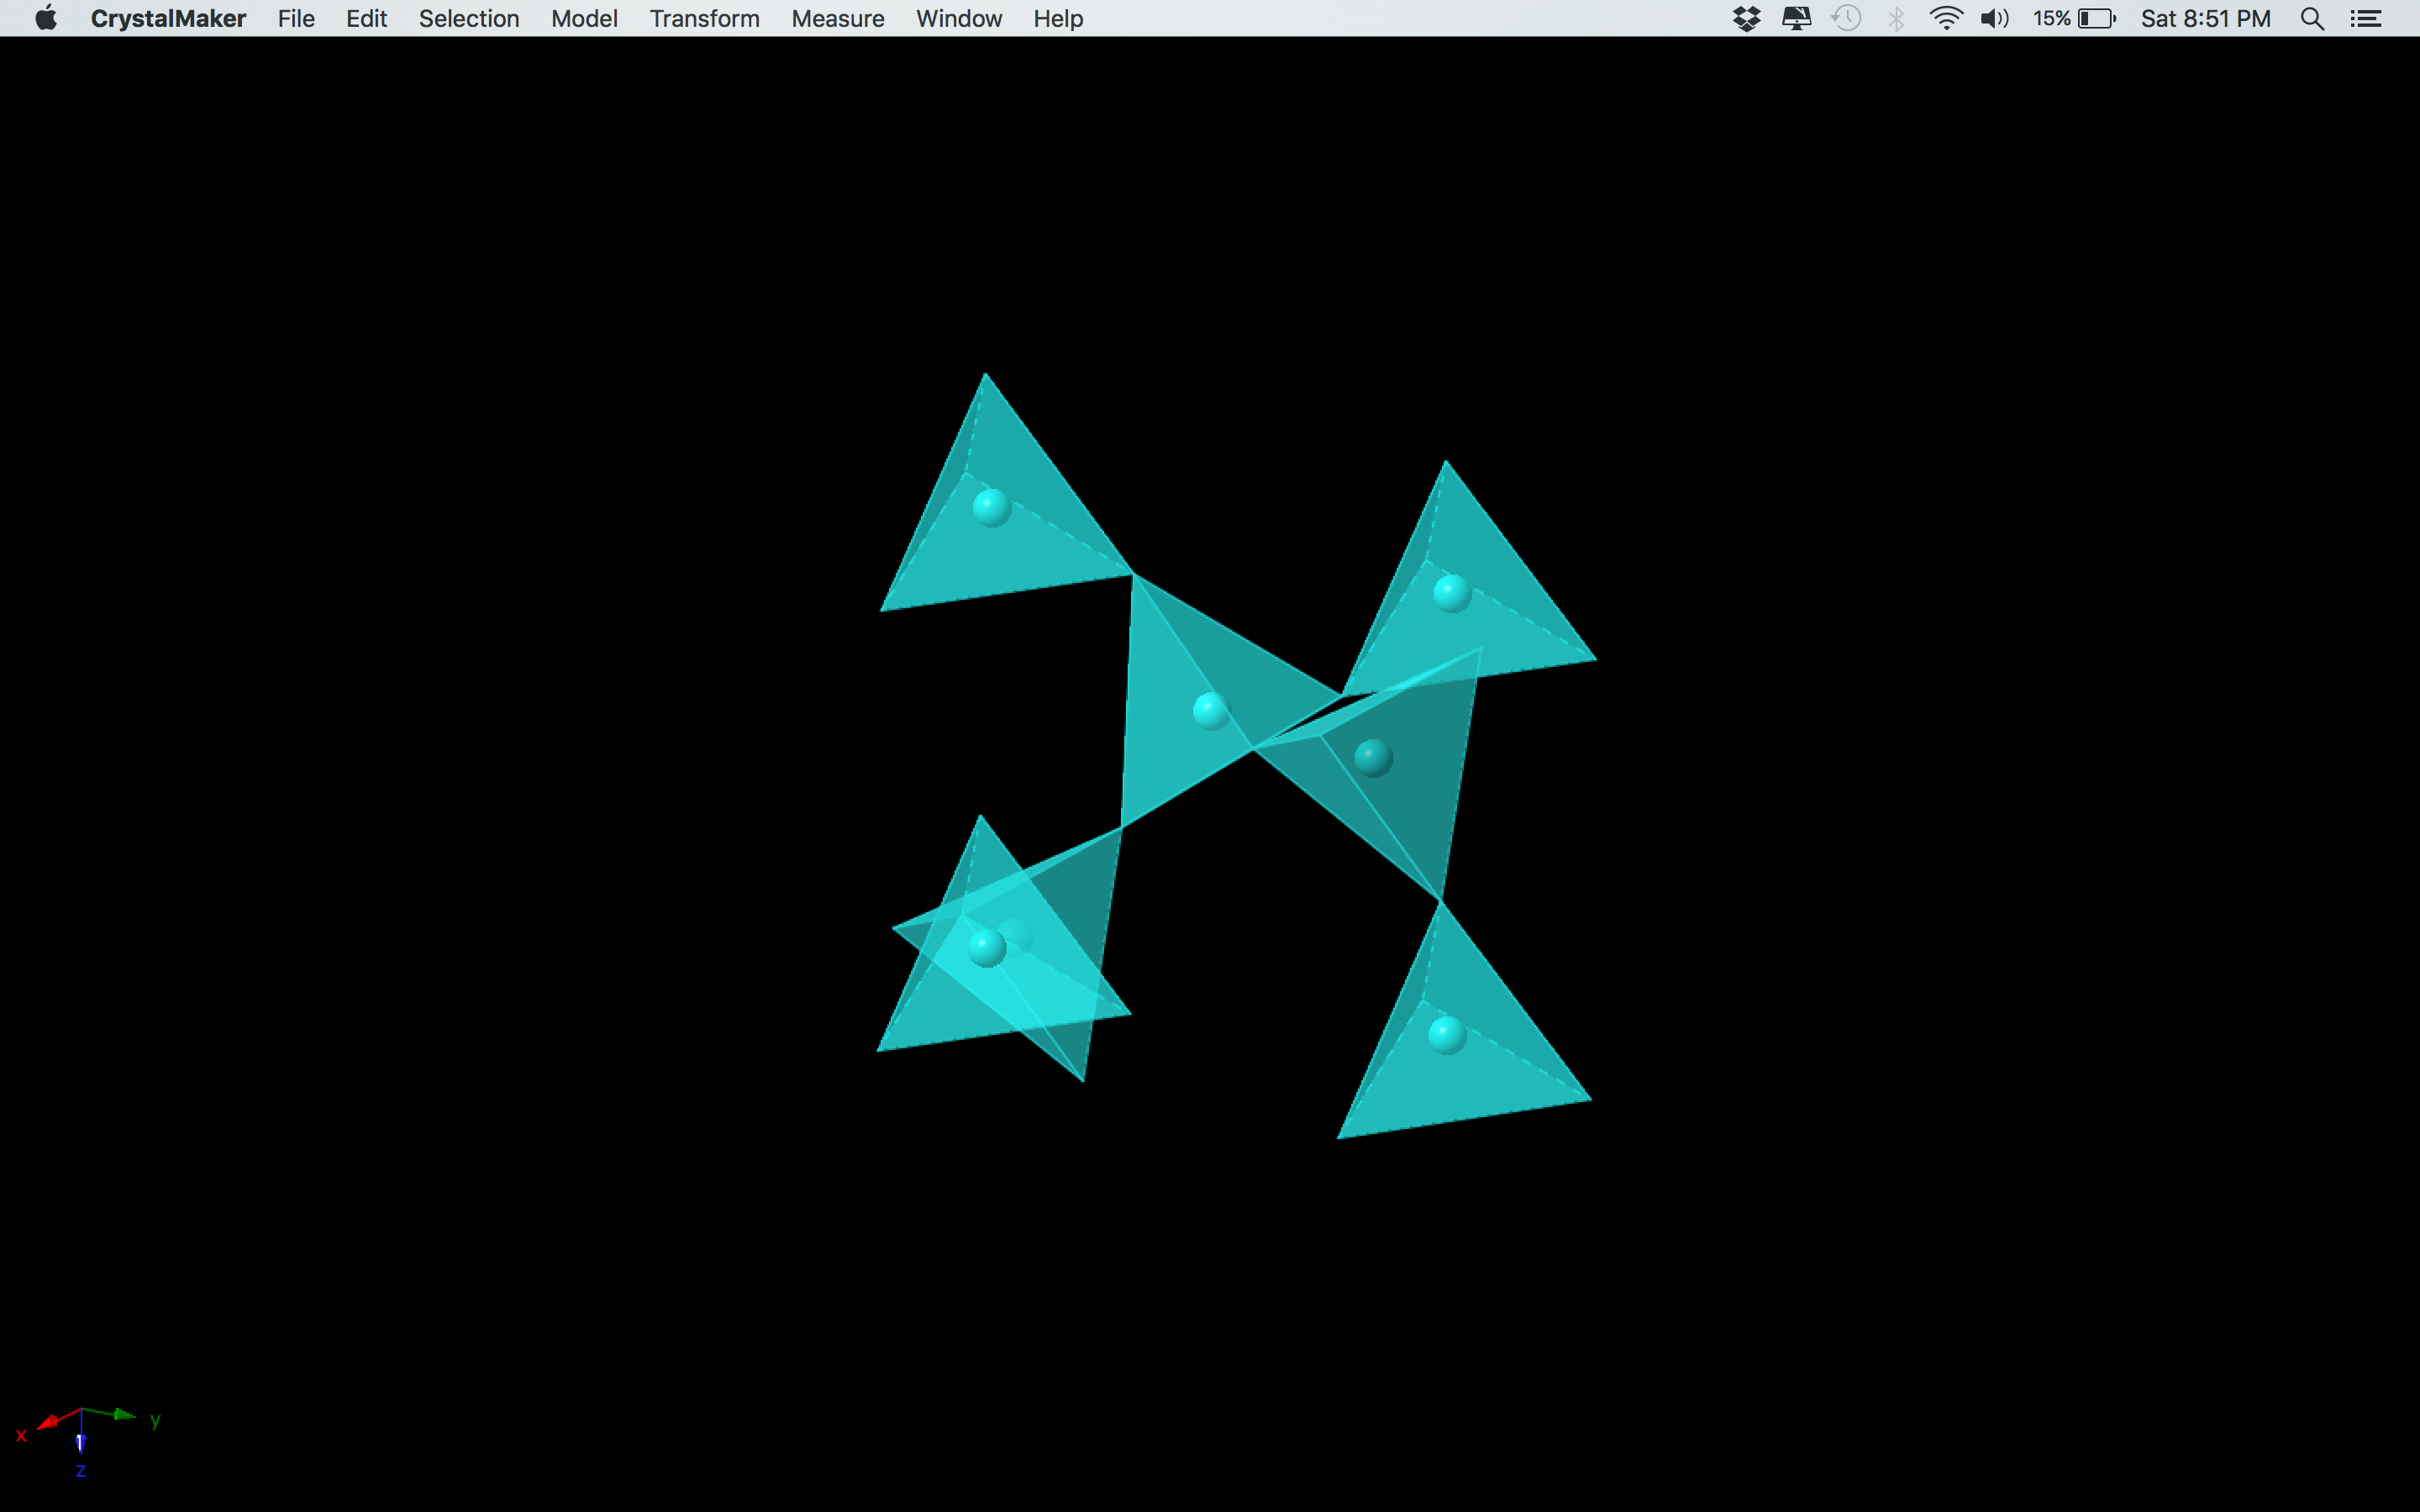 CrystalMaker File Edit Selection Model Transform Measure Window Help 15% Sat 8:51 PM
x y
z